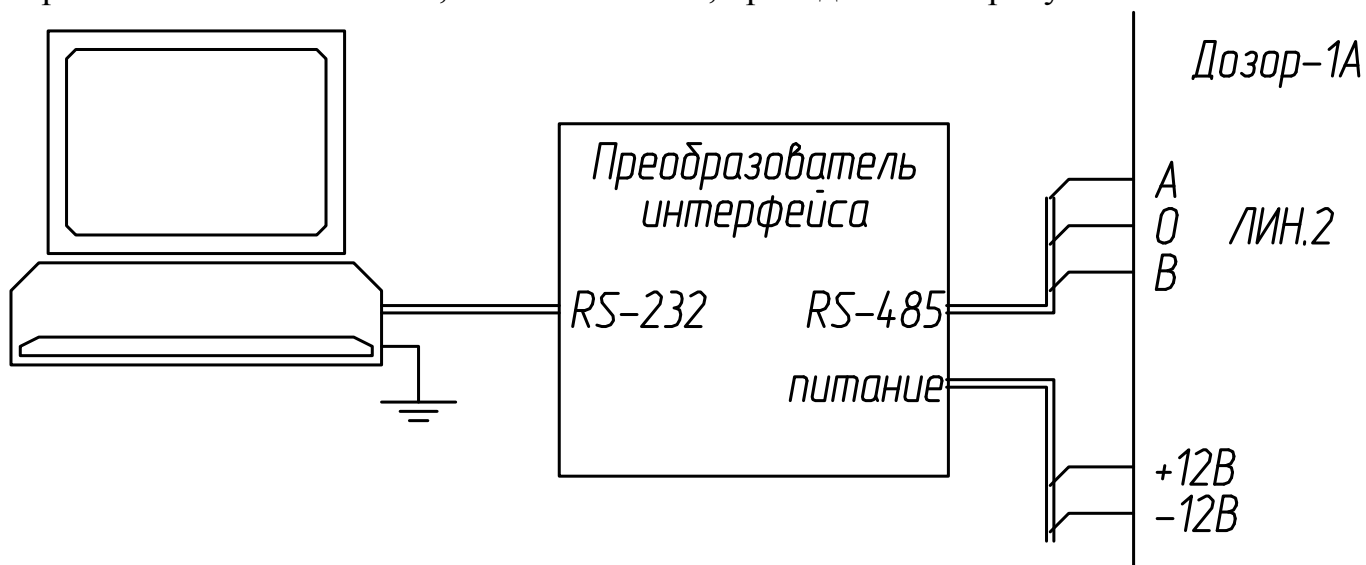 Дозор-1А
Преобразователь
интерфейса
А
0
ЛИН.2
В
RS-232
RS-485
питание
+12В
-12В